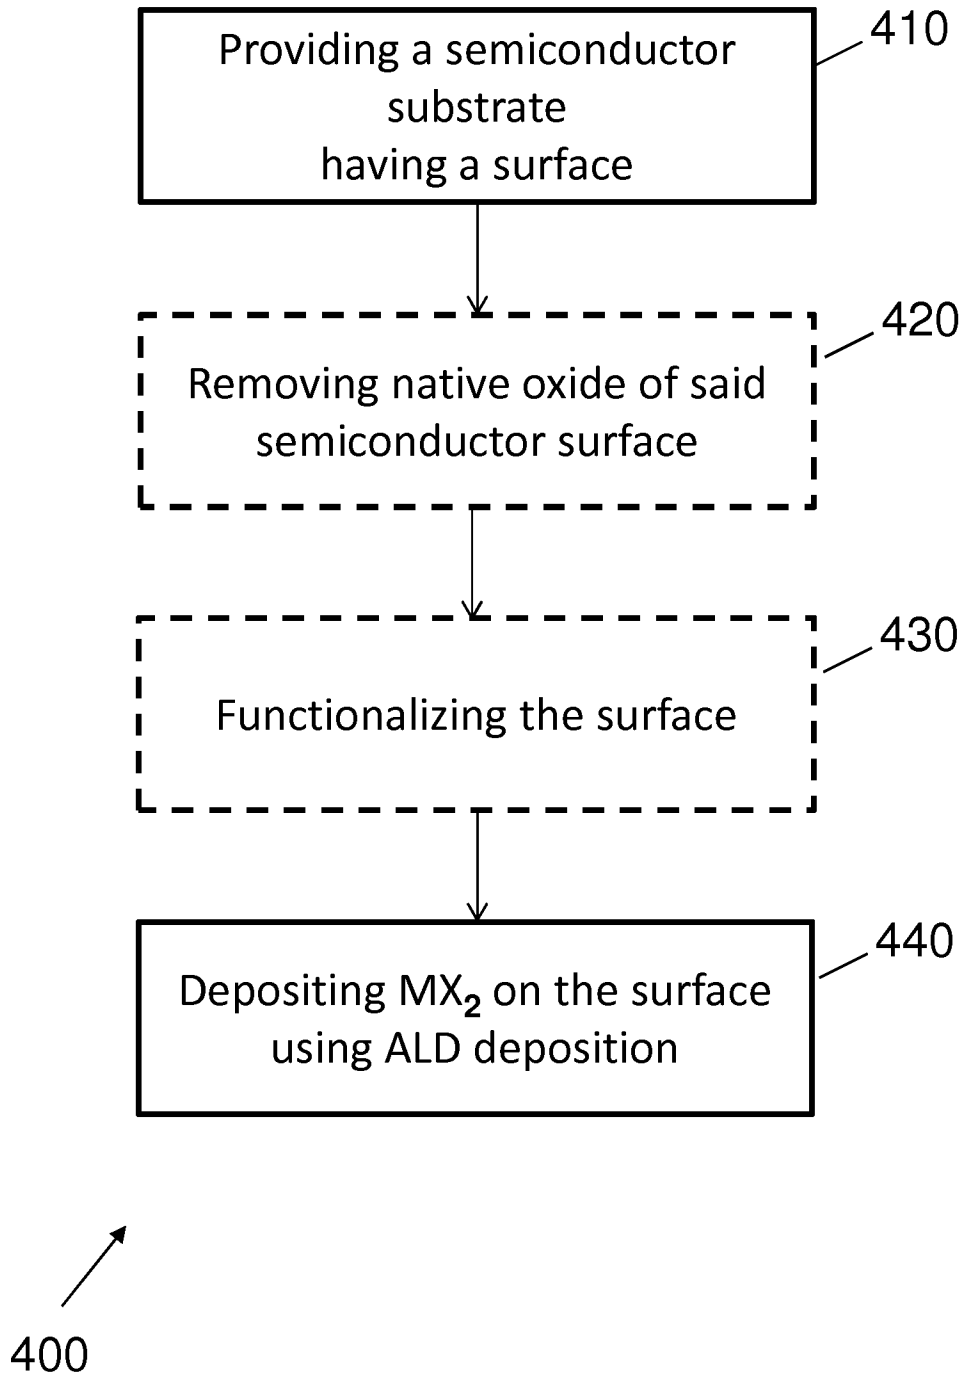 Providing a semiconductor
substrate
having a surface
410
Removing native oxide of said
semiconductor surface
420
Functionalizing the surface
430
Depositing MX₂ on the surface
using ALD deposition
440
400